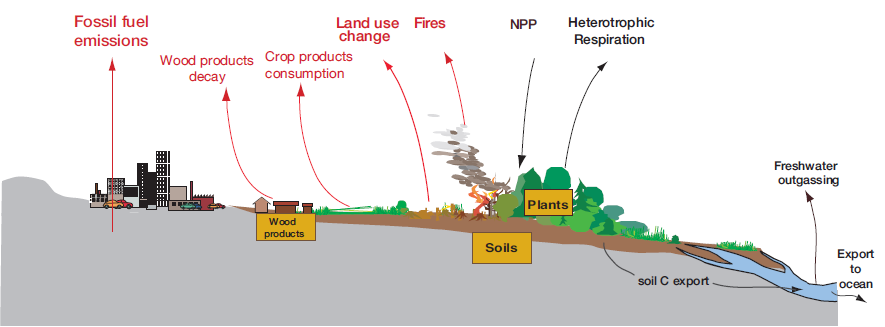 Fossil fuel
emissions
Wood products
decay
Crop products
consumption
Land use
change
Fires
NPP
Heterotrophic
Respiration
Freshwater
outgassing
Plants
Wood
products
Soils
soil C export
Export
to
ocean